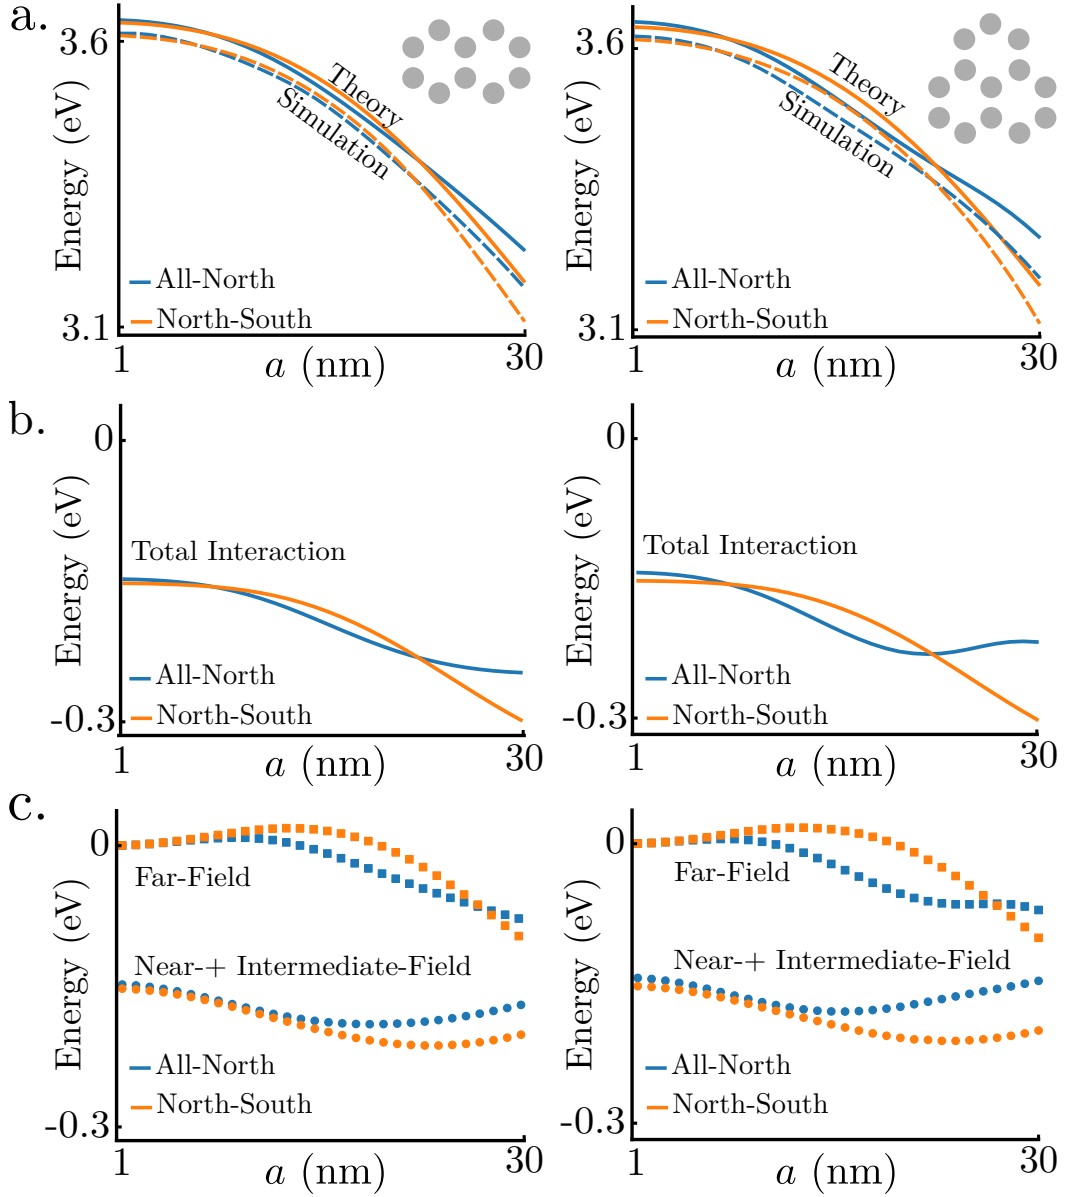 a.
3.6
Energy (eV)
Theory
Simulation
All-North
North-South
3.1
1
a (nm)
30
3.6
Energy (eV)
Theory
Simulation
All-North
North-South
3.1
1
a (nm)
30
b.
0
Energy (eV)
Total Interaction
All-North
North-South
-0.3
1
a (nm)
30
0
Energy (eV)
Total Interaction
All-North
North-South
-0.3
1
a (nm)
30
c.
0
Energy (eV)
Far-Field
Near-+ Intermediate-Field
All-North
North-South
-0.3
1
a (nm)
30
0
Energy (eV)
Far-Field
Near-+ Intermediate-Field
All-North
North-South
-0.3
1
a (nm)
30